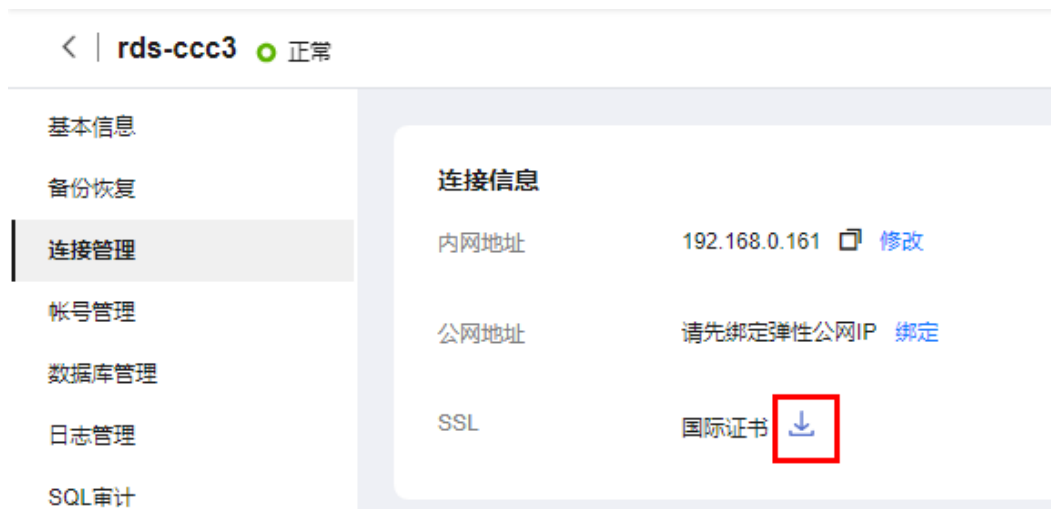 rds-ccc3 正常
基本信息
备份恢复
连接管理
帐号管理
数据库管理
日志管理
SQL审计
连接信息
内网地址 192.168.0.161 修改
公网地址 请先绑定弹性公网IP 绑定
SSL 国际证书